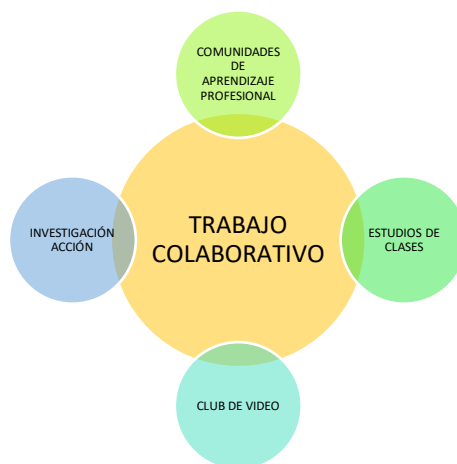 COMUNIDADES
DE
APRENDIZAJE
PROFESIONAL
TRABAJO
COLABORATIVO
INVESTIGACIÓN
ACCIÓN
ESTUDIOS DE
CLASES
CLUB DE VIDEO